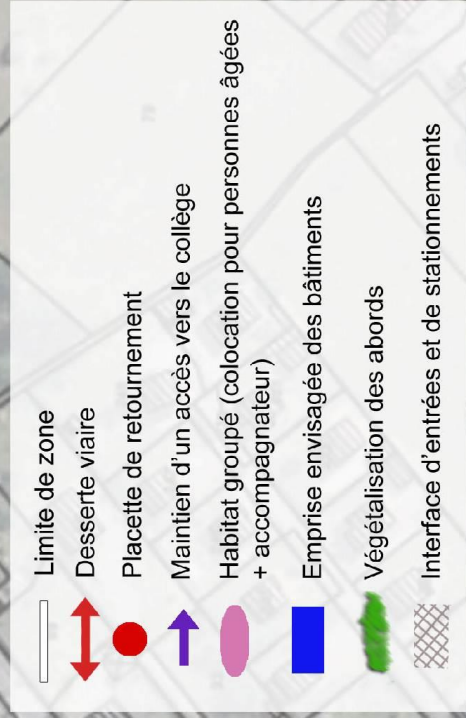 Limite de zone
Desserte viaire
Placette de retournement
Maintien d'un accès vers le collège
Habitat groupé (colocation pour personnes âgées
+ accompagnateur)
Emprise envisagée des bâtiments
Végétalisation des abords
Interface d'entrées et de stationnements